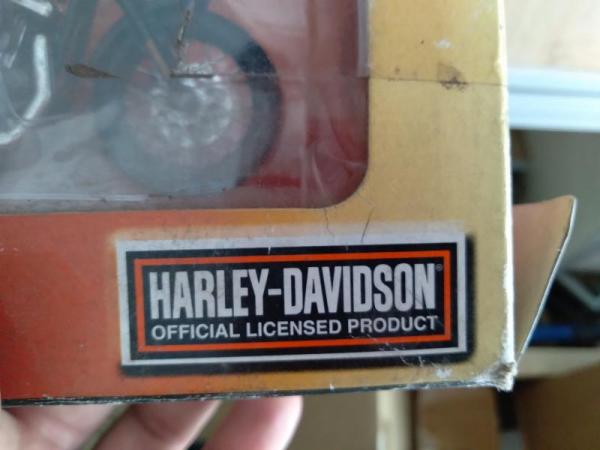 HARLEY-DAVIDSON®
OFFICIAL LICENSED PRODUCT